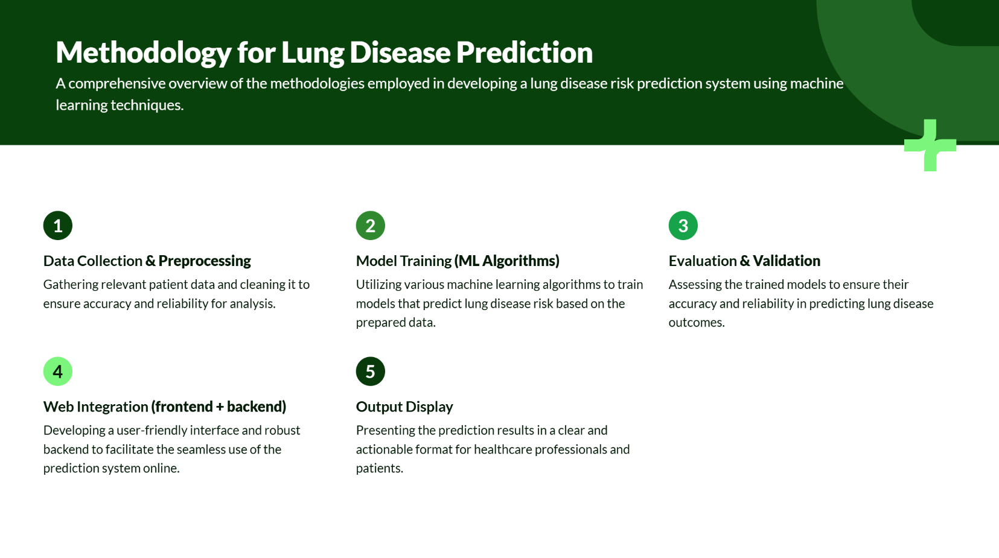 Methodology for Lung Disease Prediction
A comprehensive overview of the methodologies employed in developing a lung disease risk prediction system using machine
learning techniques.
1
Data Collection & Preprocessing
Gathering relevant patient data and cleaning it to
ensure accuracy and reliability for analysis.
2
Model Training (ML Algorithms)
Utilizing various machine learning algorithms to train
models that predict lung disease risk based on the
prepared data.
3
Evaluation & Validation
Assessing the trained models to ensure their
accuracy and reliability in predicting lung disease
outcomes.
4
Web Integration (frontend + backend)
Developing a user-friendly interface and robust
backend to facilitate the seamless use of the
prediction system online.
5
Output Display
Presenting the prediction results in a clear and
actionable format for healthcare professionals and
patients.